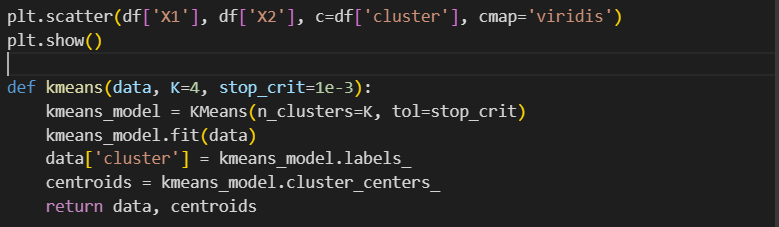 plt.scatter(df['X1'], df['X2'], c=df['cluster'], cmap='viridis')
plt.show()

def kmeans(data, K=4, stop_crit=1e-3):
    kmeans_model = KMeans(n_clusters=K, tol=stop_crit)
    kmeans_model.fit(data)
    data['cluster'] = kmeans_model.labels_
    centroids = kmeans_model.cluster_centers_
    return data, centroids